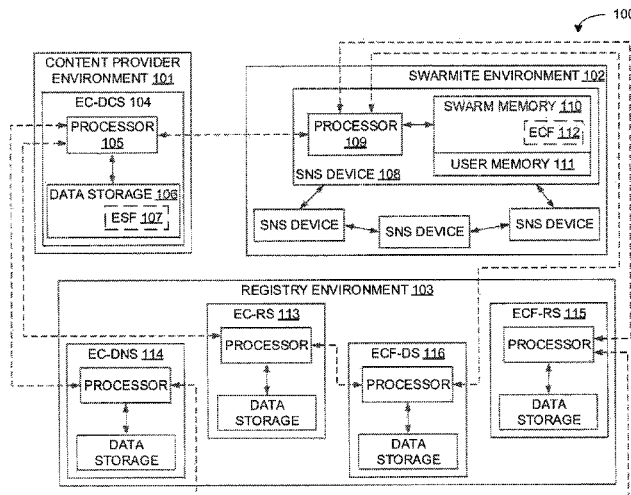 100
CONTENT PROVIDER
ENVIRONMENT 101
EC-DCS 104
PROCESSOR
105
DATA STORAGE 106
ESF 107
SWARMITE ENVIRONMENT 102
PROCESSOR
109
SWARM MEMORY 110
ECF 112
USER MEMORY 111
SNS DEVICE 108
SNS DEVICE
SNS DEVICE
SNS DEVICE
REGISTRY ENVIRONMENT 103
EC-RS 113
PROCESSOR
DATA
STORAGE
ECF-RS 115
PROCESSOR
DATA
STORAGE
EC-DNS 114
PROCESSOR
DATA
STORAGE
ECF-DS 116
PROCESSOR
DATA
STORAGE